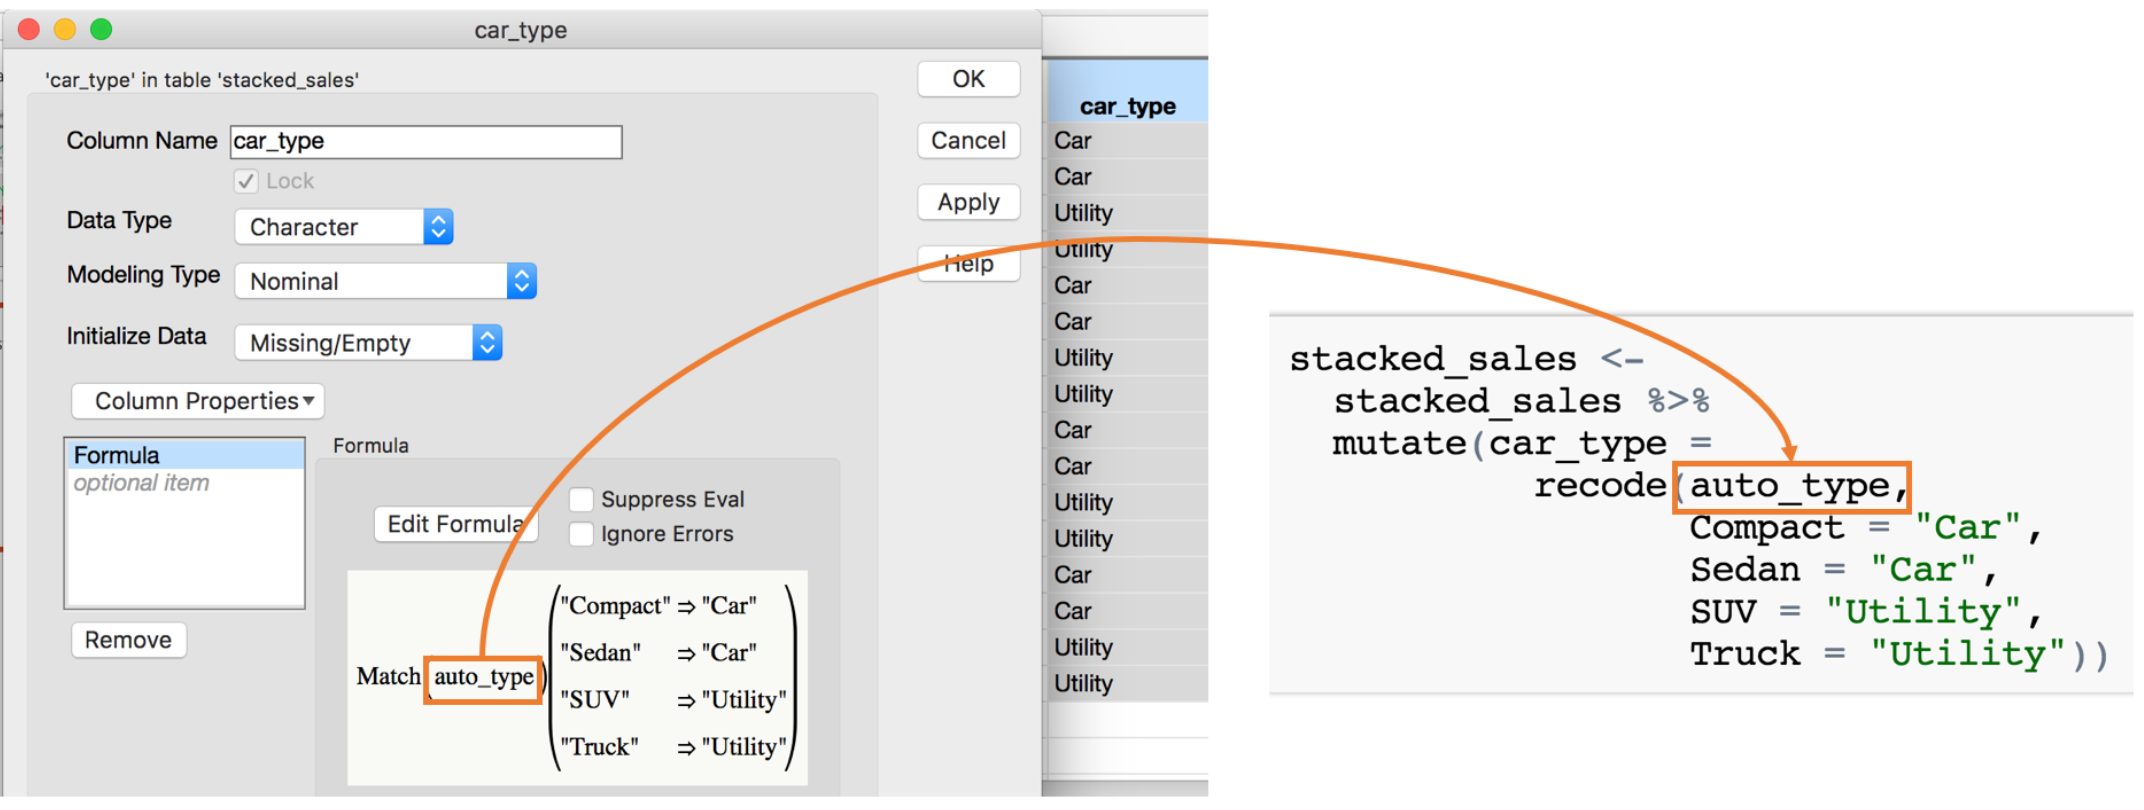 car_type
'car_type' in table 'stacked_sales'
OK
Column Name car_type
Cancel
Lock
Apply
Data Type Character
Help
Modeling Type Nominal
Initialize Data Missing/Empty
Column Properties
Formula
optional item
Remove
Formula
Edit Formula
Suppress Eval
Ignore Errors
Match (auto_type)
"Compact" ⇒ "Car"
"Sedan" ⇒ "Car"
"SUV" ⇒ "Utility"
"Truck" ⇒ "Utility"
car_type
Car
Car
Utility
Utility
Car
Car
Utility
Utility
Car
Car
Utility
Utility
Car
Car
Utility
Utility
stacked_sales <-
stacked_sales %>%
mutate(car_type =
recode(auto_type,
Compact = "Car",
Sedan = "Car",
SUV = "Utility",
Truck = "Utility"))